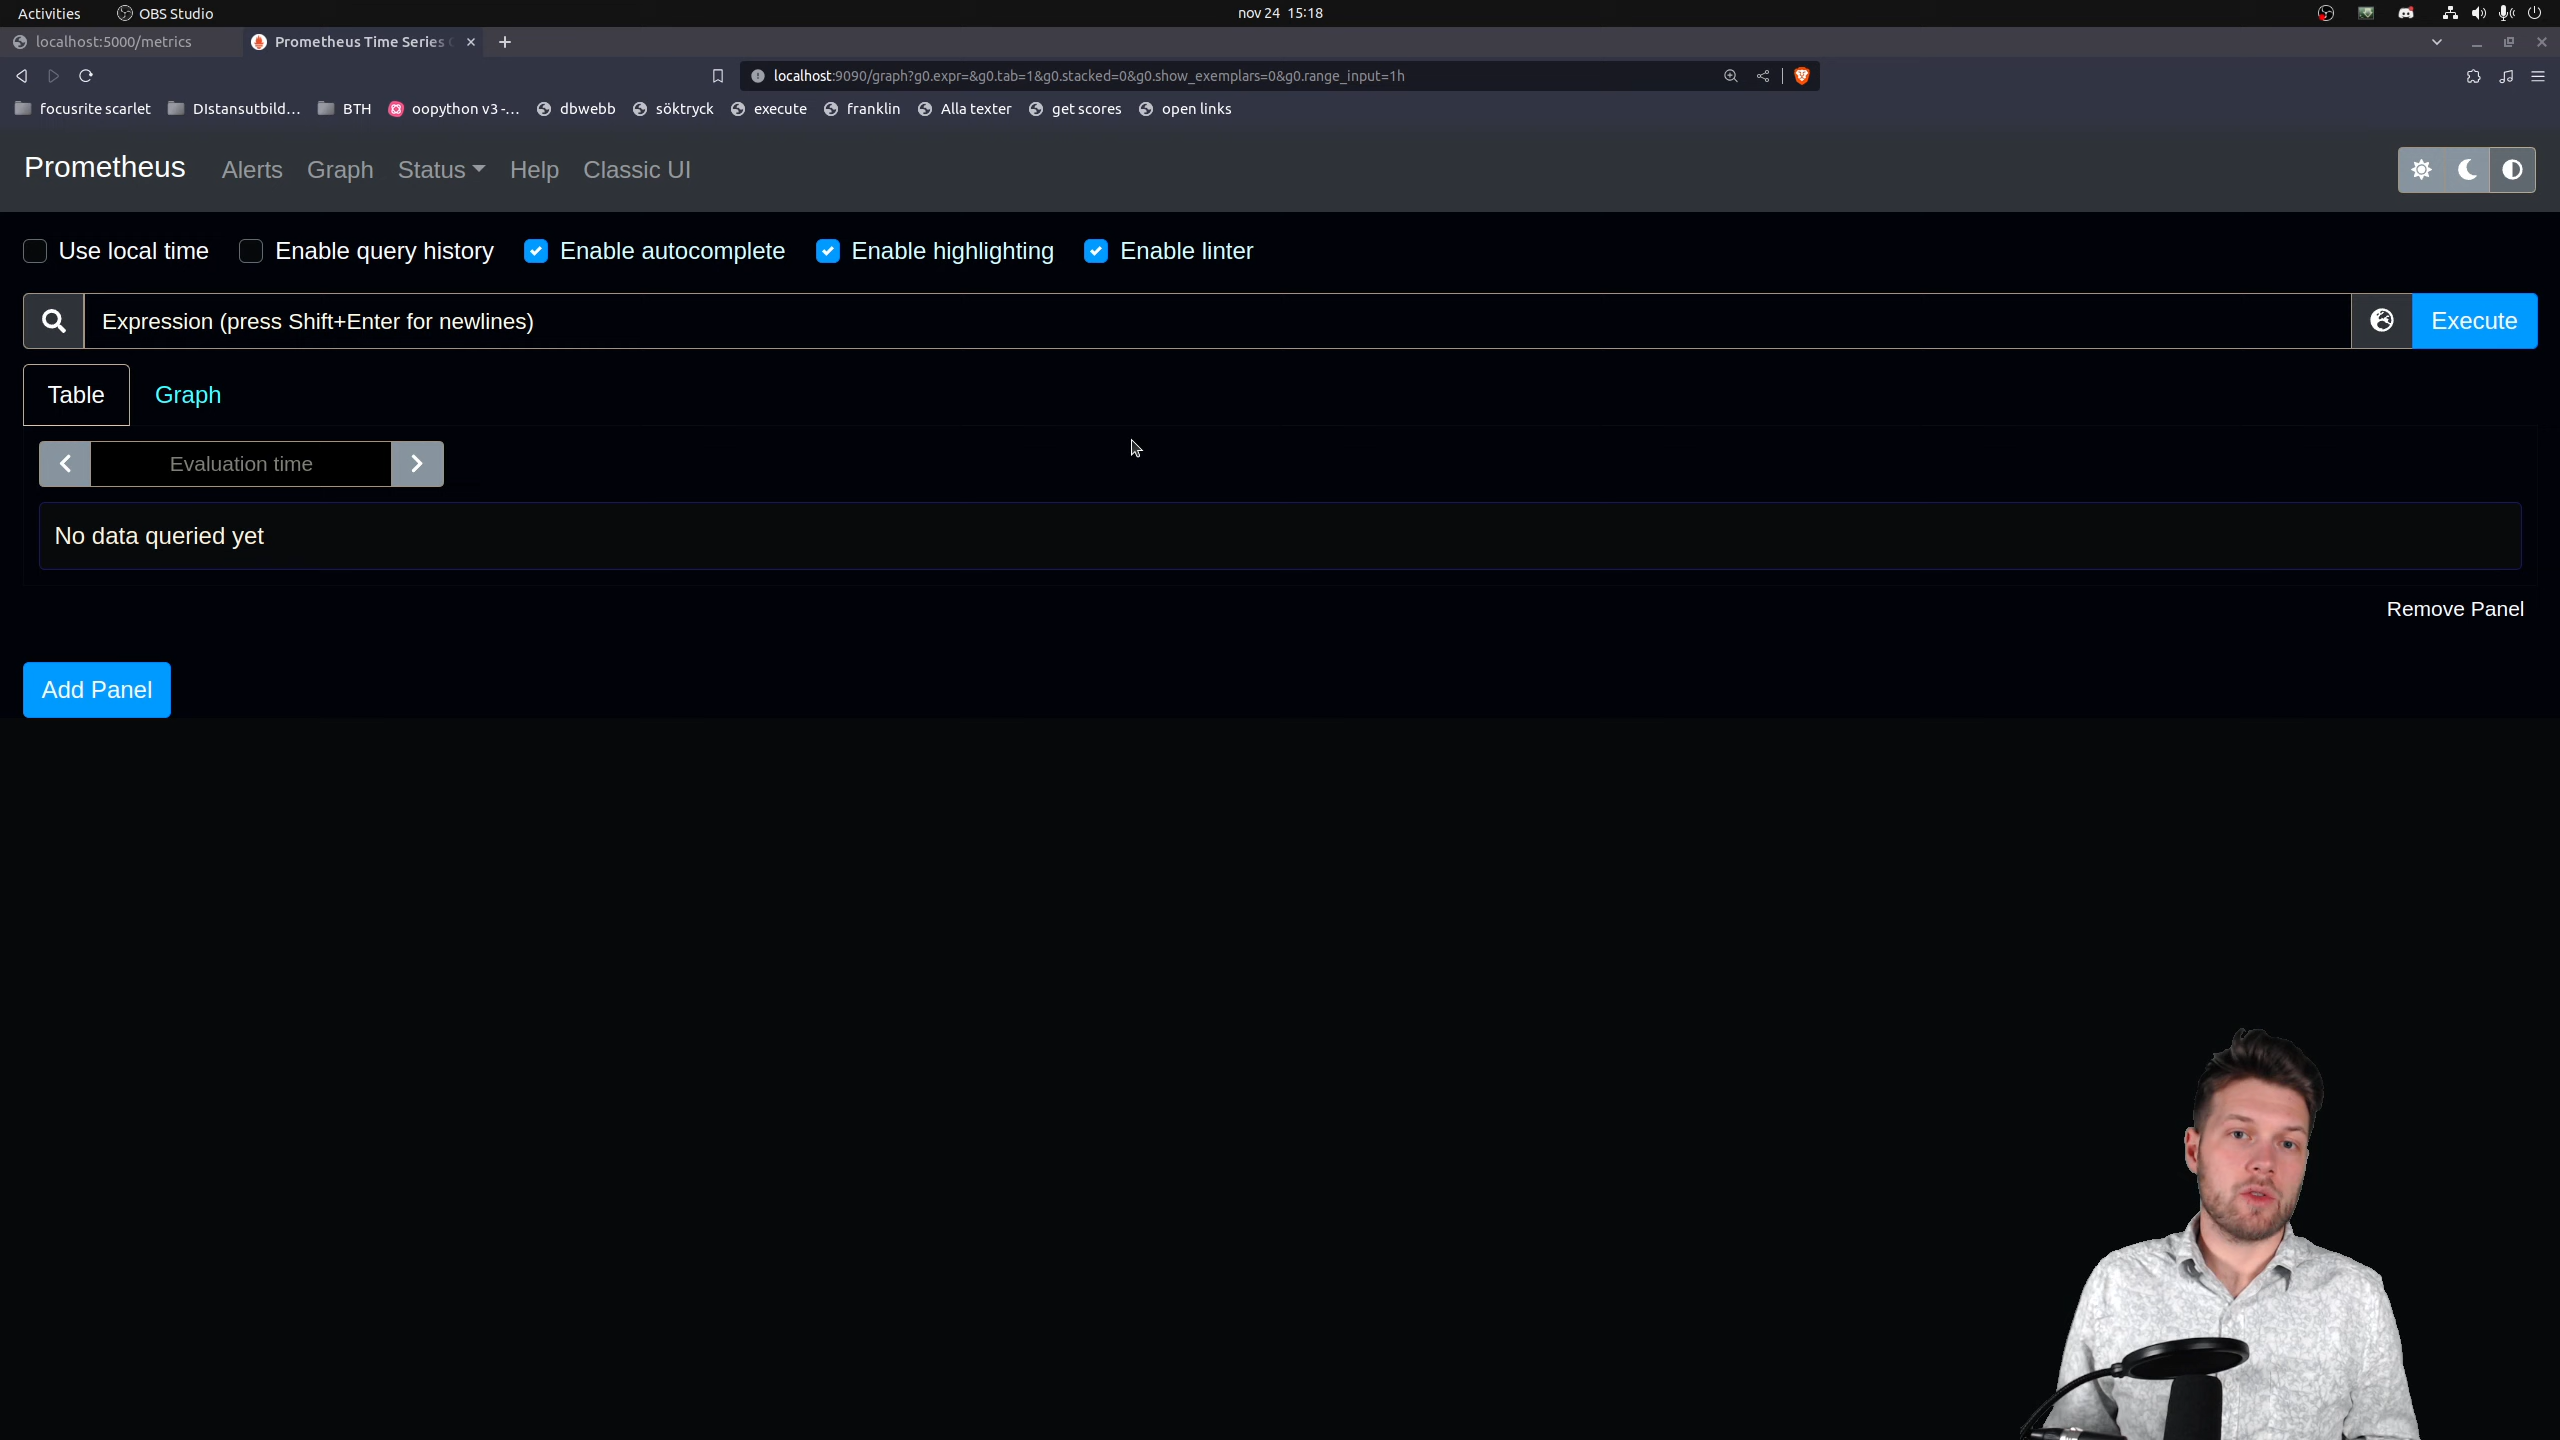 Activities OBS Studio nov 24 15:18
localhost:5000/metrics Prometheus Time Series
localhost:9090/graph?g0.expr=&g0.tab=1&g0.stacked=0&g0.show_exemplars=0&g0.range_input=1h
focusrite scarlet DIstansutbild... BTH oopython v3 -... dbwebb söktryck execute franklin Alla texter get scores open links
Prometheus Alerts Graph Status Help Classic UI
Use local time Enable query history Enable autocomplete Enable highlighting Enable linter
Expression (press Shift+Enter for newlines) Execute
Table Graph
Evaluation time
No data queried yet
Remove Panel
Add Panel